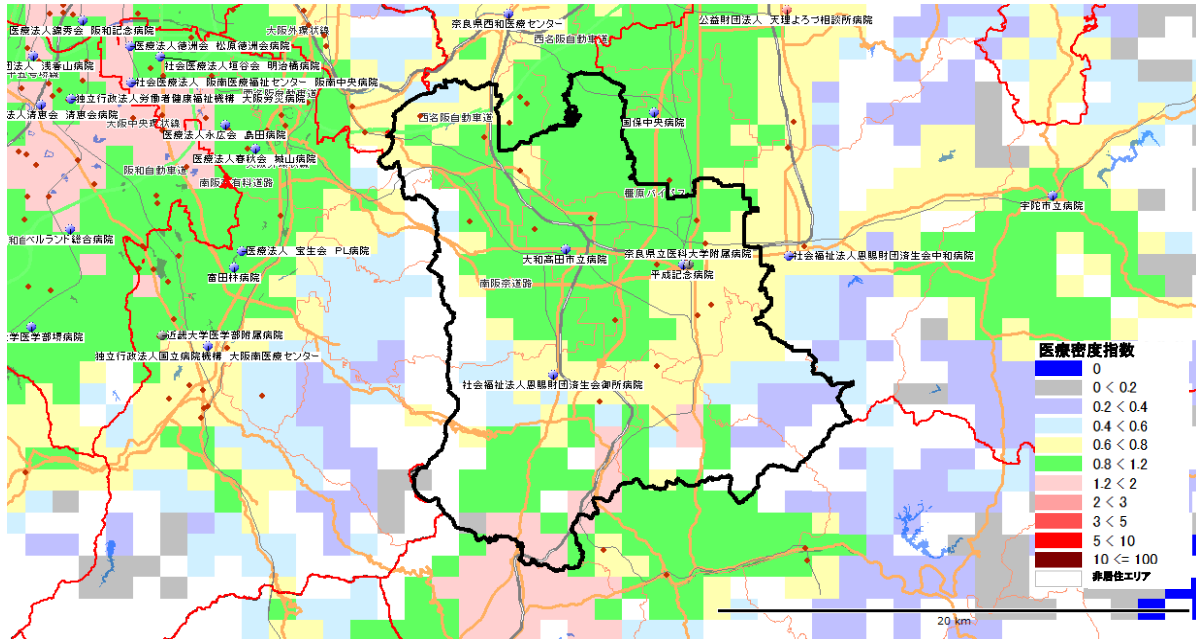 奈良県西和医療センター
公益財団法人 天理よろづ相談所病院
医療法人錦秀会 阪和記念病院
大阪外環状線
西名阪自動車道
医療法人徳洲会 松原徳洲会病院
社会医療法人垣谷会 明治橋病院
団法人 浅香山病院
社会医療法人 阪南医療福祉センター 阪南中央病院
独立行政法人労働者健康福祉機構 大阪労災病院
法人清恵会 清恵会病院
西名阪自動車道
国保中央病院
大阪中央環状線
医療法人永広会 島田病院
医療法人春秋会 城山病院
阪和自動車道
南阪
有料道路
橿原バイパス
宇陀市立病院
ベルランド総合病院
医療法人 宝生会 PL病院
大和高田市立病院
奈良県立医科大学附属病院
社会福祉法人恩賜財団済生会中和病院
富田林病院
平成記念病院
南阪奈道路
大学医学部堺病院
近畿大学医学部附属病院
独立行政法人国立病院機構 大阪南医療センター
社会福祉法人恩賜財団済生会御所病院
医療密度指数
0
0 < 0.2
0.2 < 0.4
0.4 < 0.6
0.6 < 0.8
0.8 < 1.2
1.2 < 2
2 < 3
3 < 5
5 < 10
10 <= 100
非居住エリア
20 km